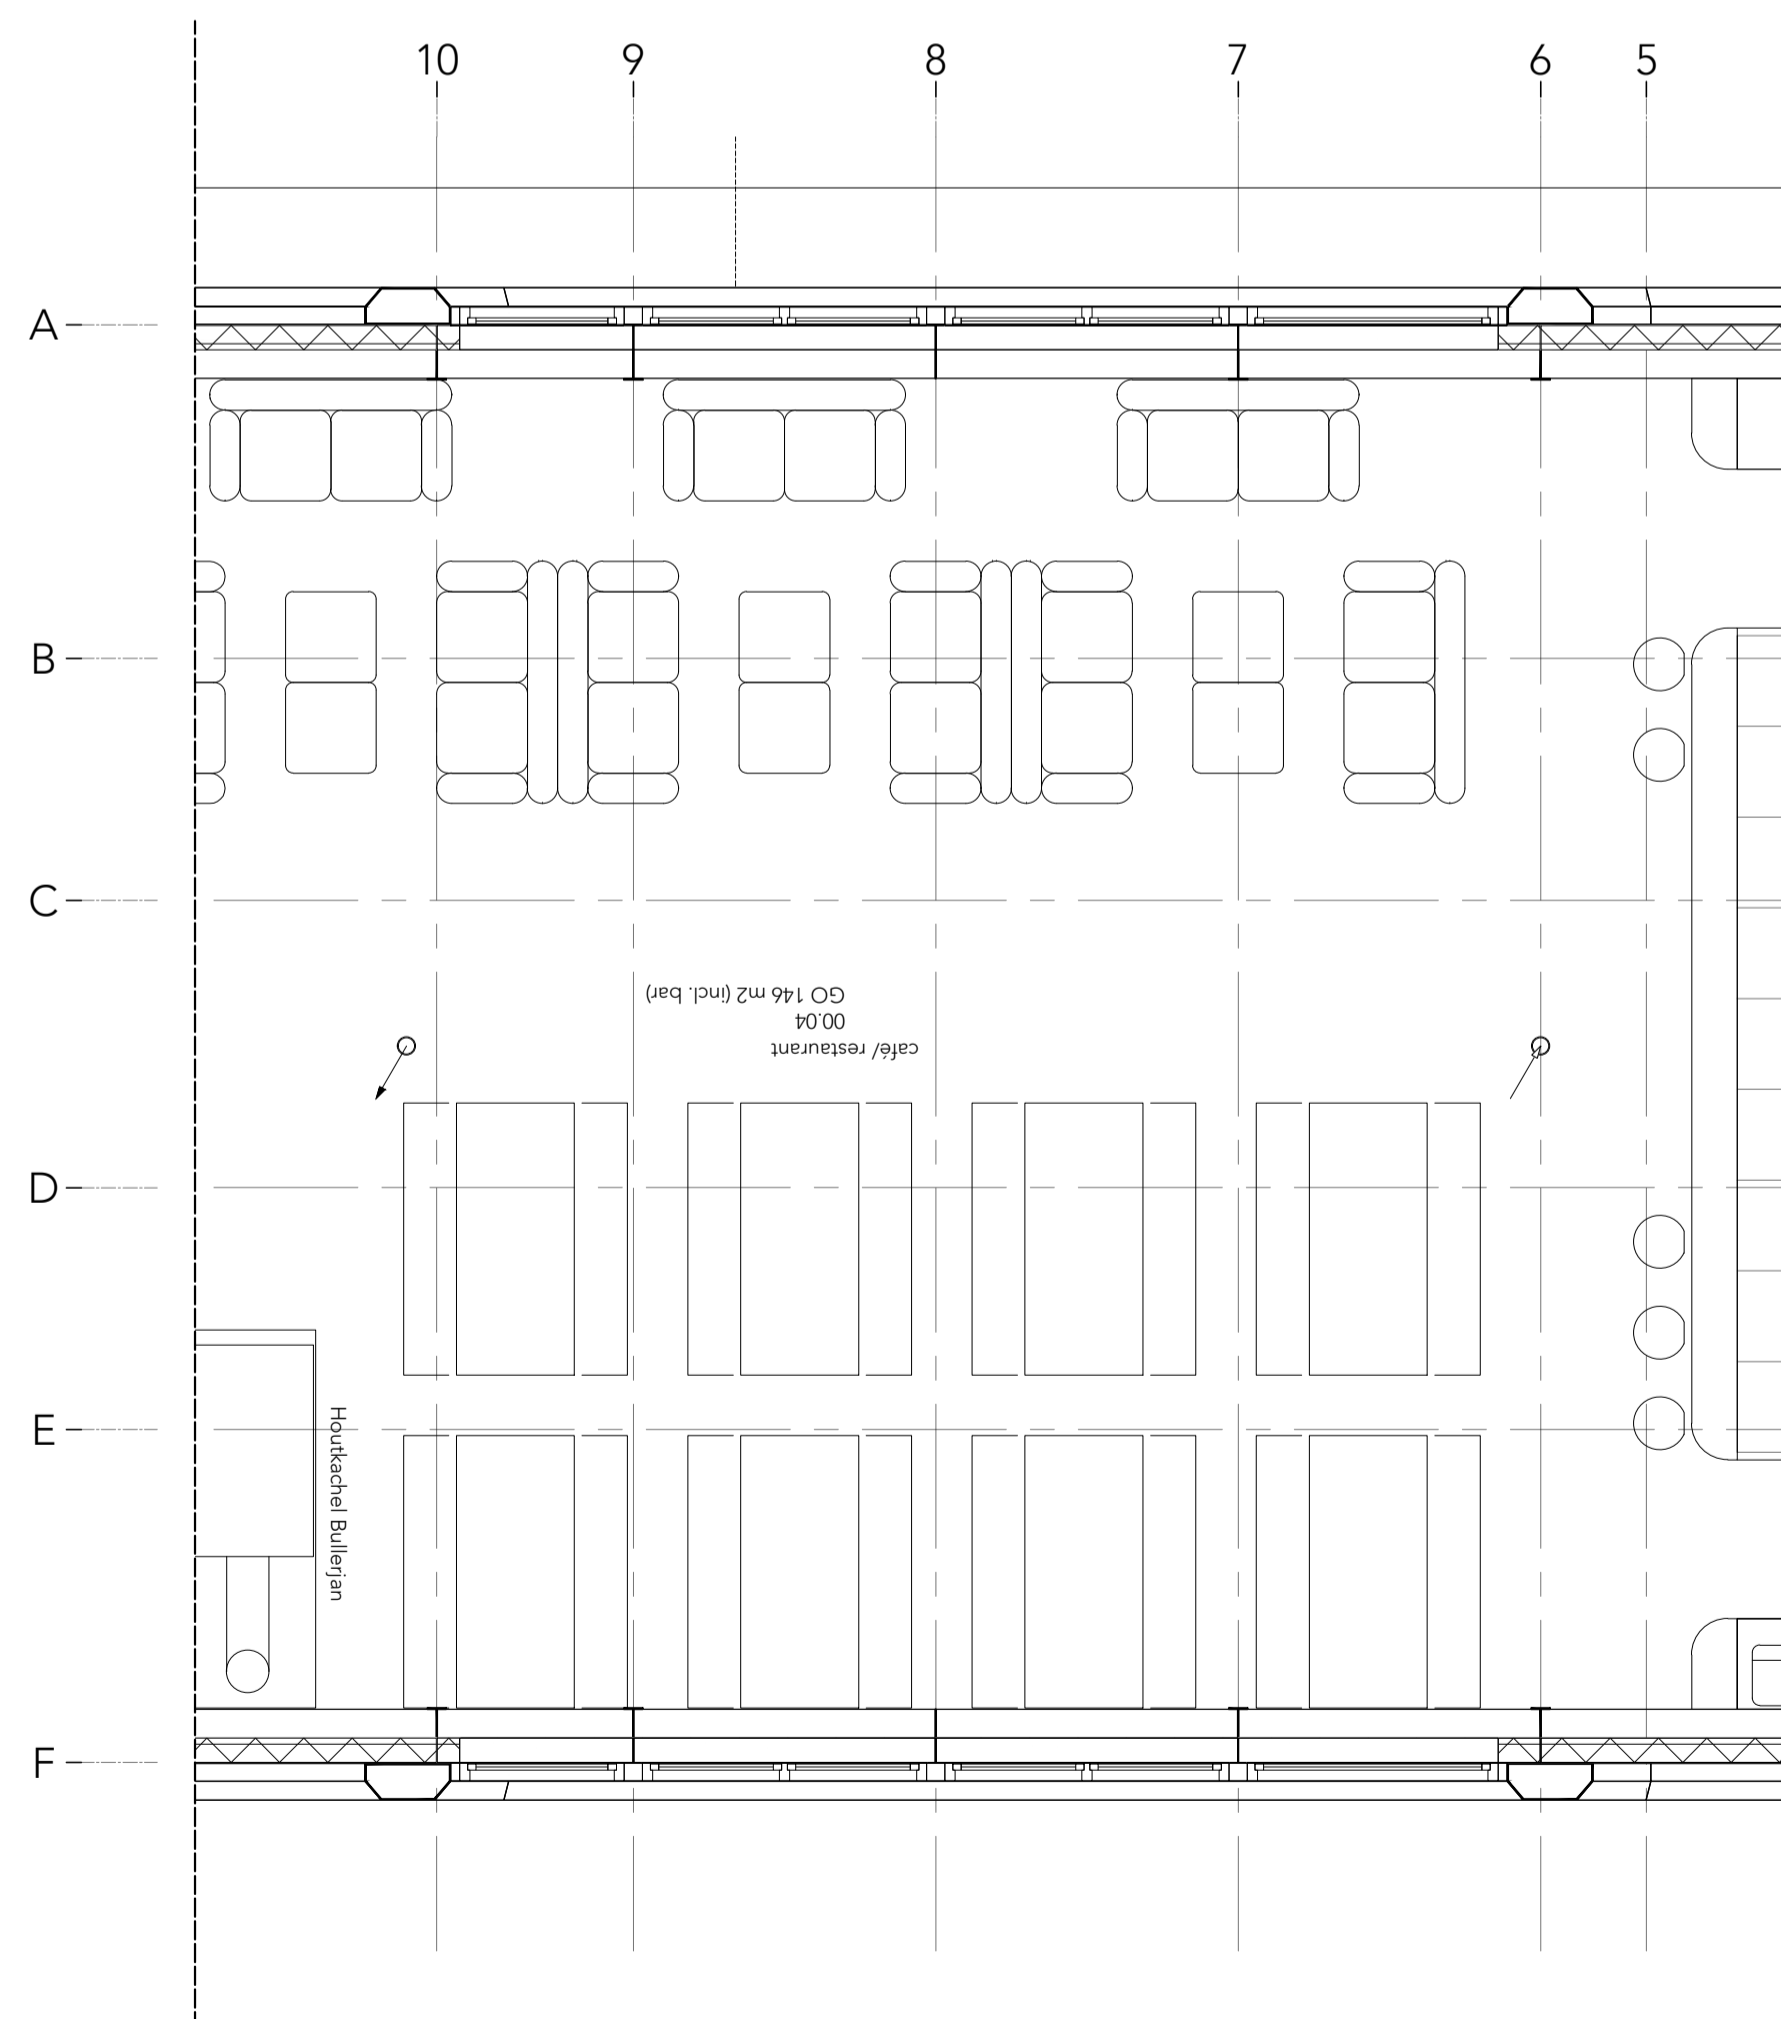 10 9 8 7 6 5
A
B
C
café/ restaurant
00.04
GO 146 m2 (incl. bar)
D
E
Houtkachel Bullerjan
F